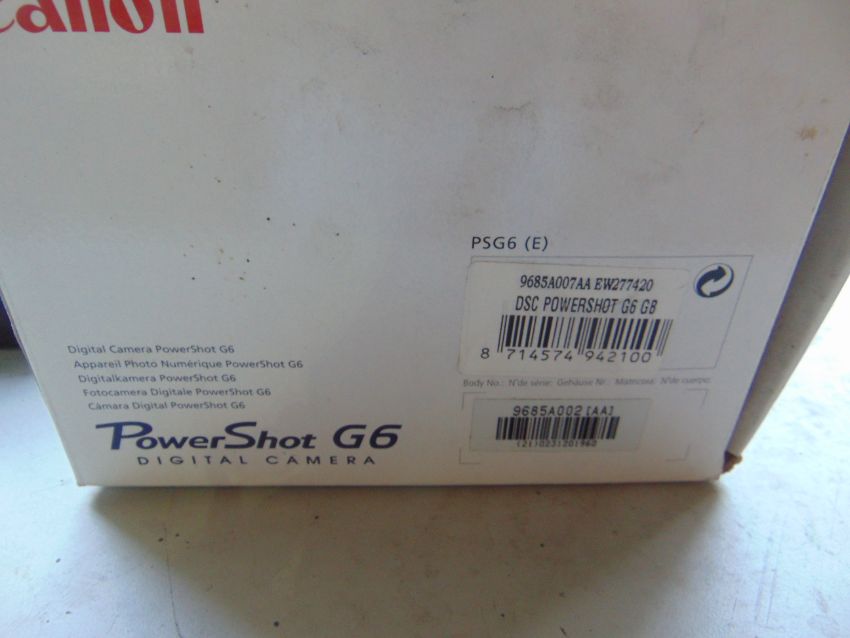 Canon
PSG6 (E)
9685A007AA EW277420
DSC POWERSHOT G6 GB
8 714574 942100
Digital Camera PowerShot G6
Appareil Photo Numérique PowerShot G6
Digitalkamera PowerShot G6
Fotocamera Digitale PowerShot G6
Cámara Digital PowerShot G6
Body No.: N°de série: Gehäuse Nr.: Matricola: N°de cuerpo:
9685A002[AA]
(21)0231201960
PowerShot G6
DIGITAL CAMERA